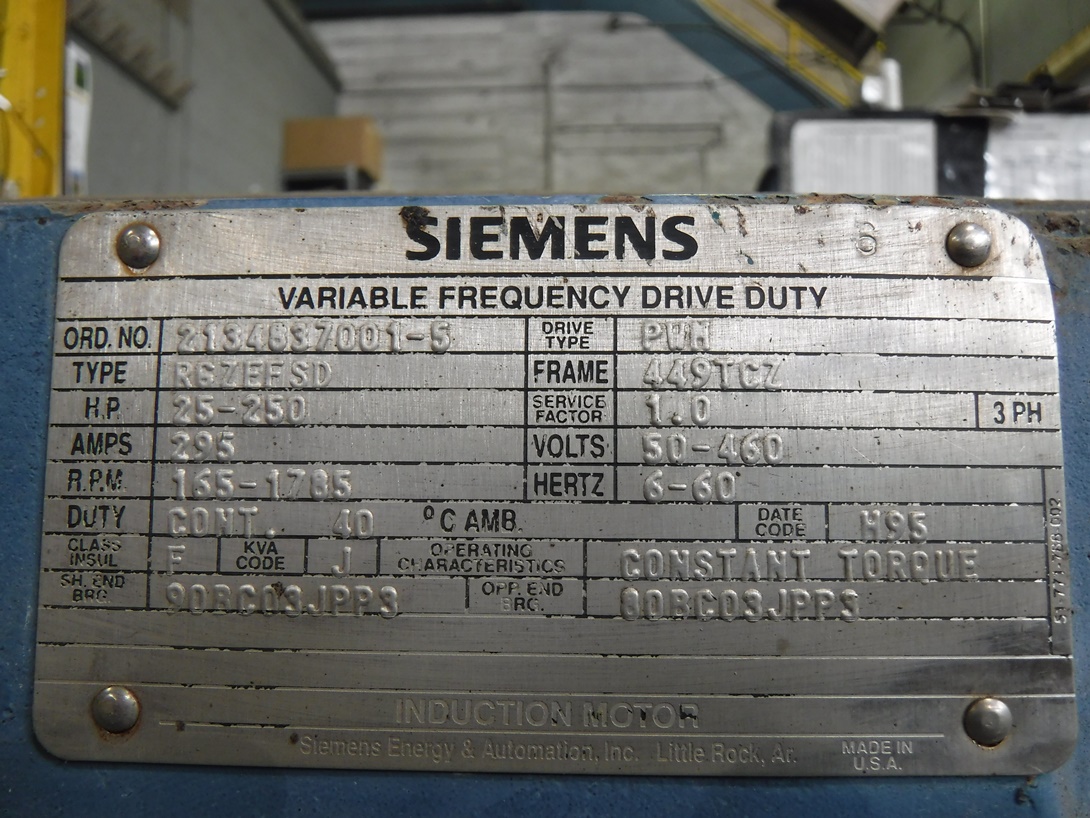 SIEMENS 6
VARIABLE FREQUENCY DRIVE DUTY
ORD. NO. 2134837001-5 DRIVE TYPE PWM
TYPE RGZEFSD FRAME 449TCZ
H.P. 25-250 SERVICE FACTOR 1.0 3 PH
AMPS 295 VOLTS 50-460
R.P.M. 165-1785 HERTZ 6-60
DUTY CONT. 40 °C AMB. DATE CODE M95
CLASS INSUL F KVA CODE J OPERATING CHARACTERISTICS CONSTANT TORQUE
SH. END BRG. 90BC03JPP3 OPP. END BRG. 80BC03JPP3
INDUCTION MOTOR
Siemens Energy & Automation, Inc. Little Rock, Ar. MADE IN U.S.A.